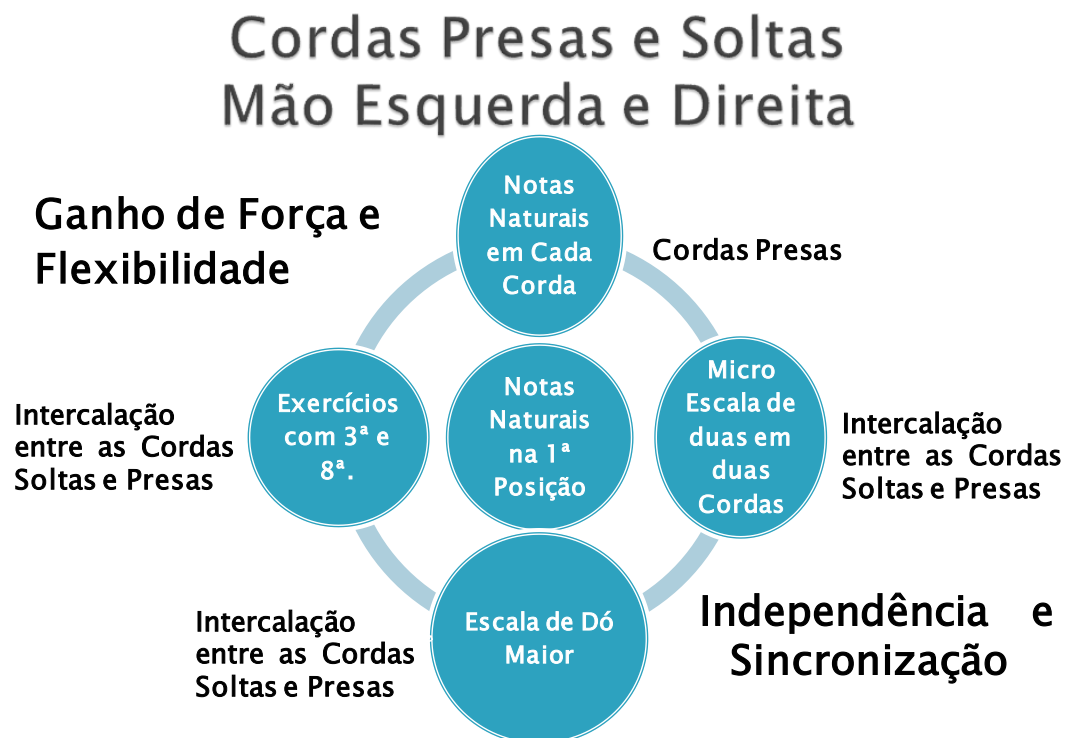 Cordas Presas e Soltas
Mão Esquerda e Direita
Ganho de Força e
Flexibilidade
Notas
Naturais
em Cada
Corda
Cordas Presas
Exercícios
com 3ª e
8ª.
Notas
Naturais
na 1ª
Posição
Micro
Escala de
duas em
duas
Cordas
Intercalação
entre as Cordas
Soltas e Presas
Intercalação
entre as Cordas
Soltas e Presas
Intercalação
entre as Cordas
Soltas e Presas
Escala de Dó
Maior
Independência e
Sincronização